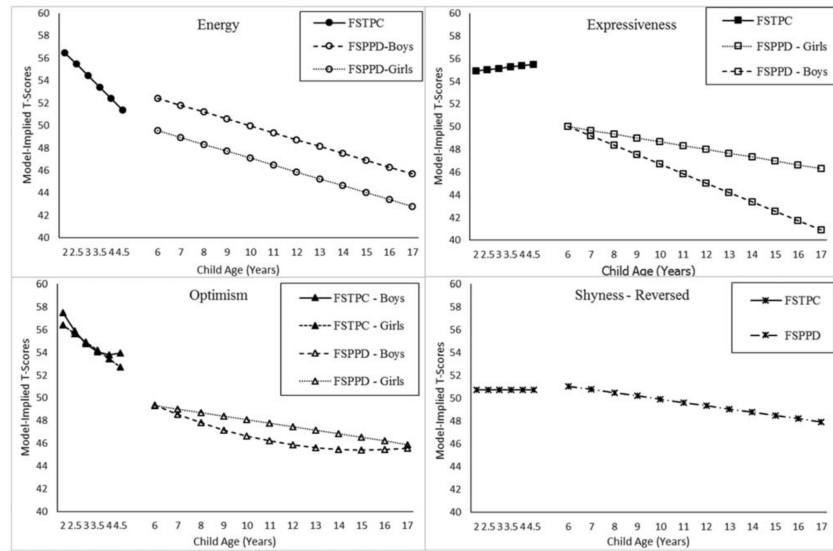 Energy
FSTPC
FSPPD-Boys
FSPPD-Girls
Model-Implied T-Scores
60
58
56
54
52
50
48
46
44
42
40
2 2.5 3 3.5 4 4.5 6 7 8 9 10 11 12 13 14 15 16 17
Child Age (Years)
Expressiveness
FSTPC
FSPPD - Girls
FSPPD - Boys
Model-Implied T-Scores
60
58
56
54
52
50
48
46
44
42
40
2 2.5 3 3.5 4 4.5 6 7 8 9 10 11 12 13 14 15 16 17
Child Age (Years)
Optimism
FSTPC - Boys
FSTPC - Girls
FSPPD - Boys
FSPPD - Girls
Model-Implied T-Scores
60
58
56
54
52
50
48
46
44
42
40
2 2.5 3 3.5 4 4.5 6 7 8 9 10 11 12 13 14 15 16 17
Child Age (Years)
Shyness - Reversed
FSTPC
FSPPD
Model-Implied T-Scores
60
58
56
54
52
50
48
46
44
42
40
2 2.5 3 3.5 4 4.5 6 7 8 9 10 11 12 13 14 15 16 17
Child Age (Years)